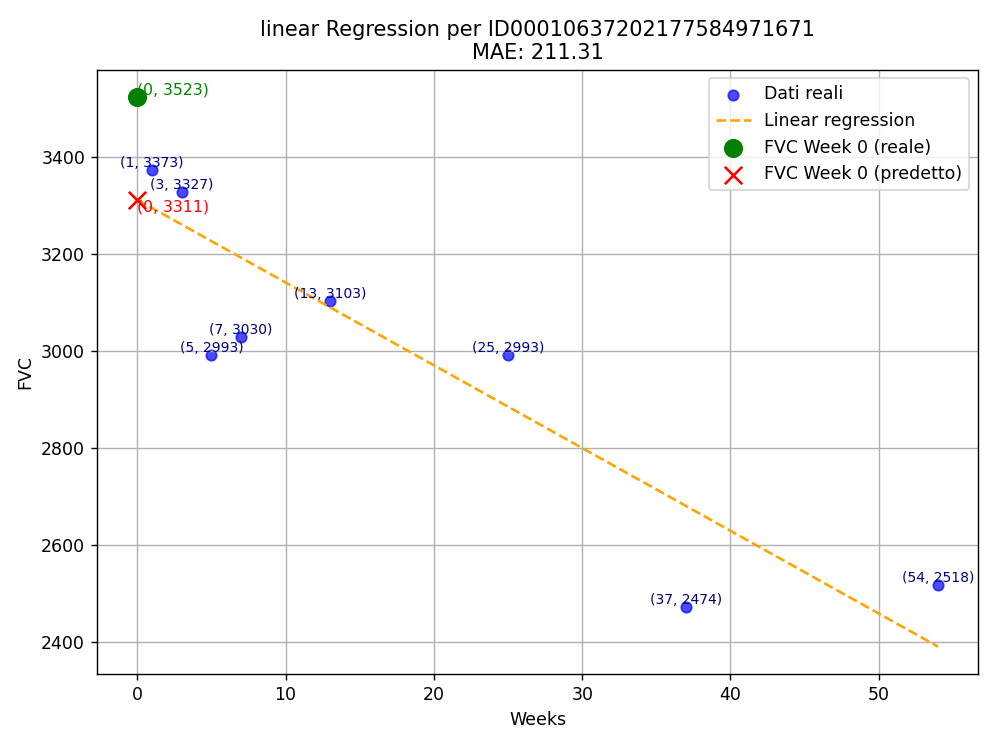 linear Regression per ID00010637202177584971671
MAE: 211.31
(0, 3523)
(1, 3373)
(3, 3327)
(0, 3311)
(13, 3103)
(7, 3030)
(5, 2993)
(25, 2993)
(54, 2518)
(37, 2474)
Dati reali
Linear regression
FVC Week 0 (reale)
FVC Week 0 (predetto)
3400
3200
3000
2800
2600
2400
FVC
0
10
20
30
40
50
Weeks